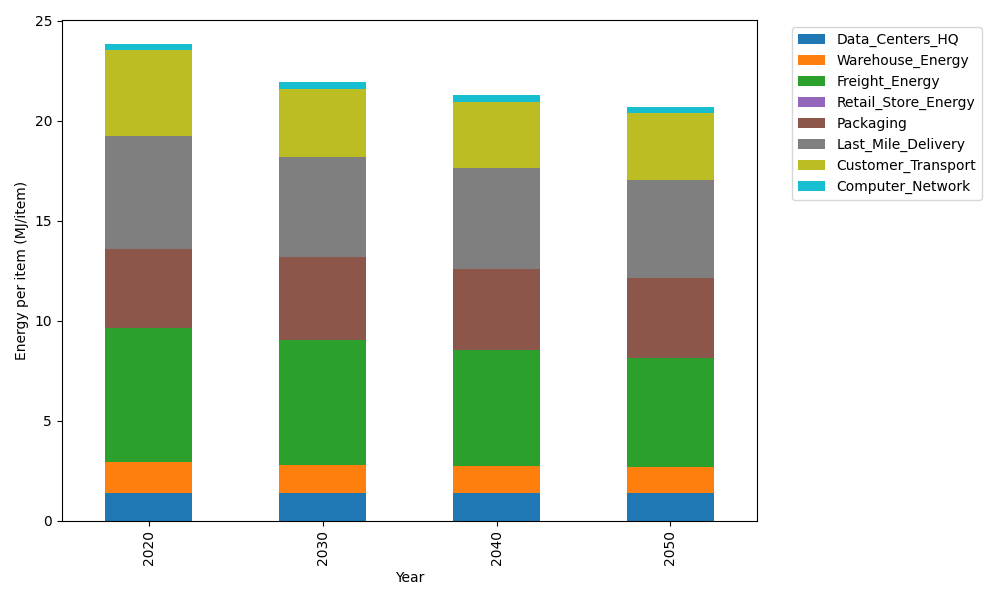 25
20
15
10
5
0
Energy per item (MJ/item)
2020
2030
2040
2050
Year
Data_Centers_HQ
Warehouse_Energy
Freight_Energy
Retail_Store_Energy
Packaging
Last_Mile_Delivery
Customer_Transport
Computer_Network